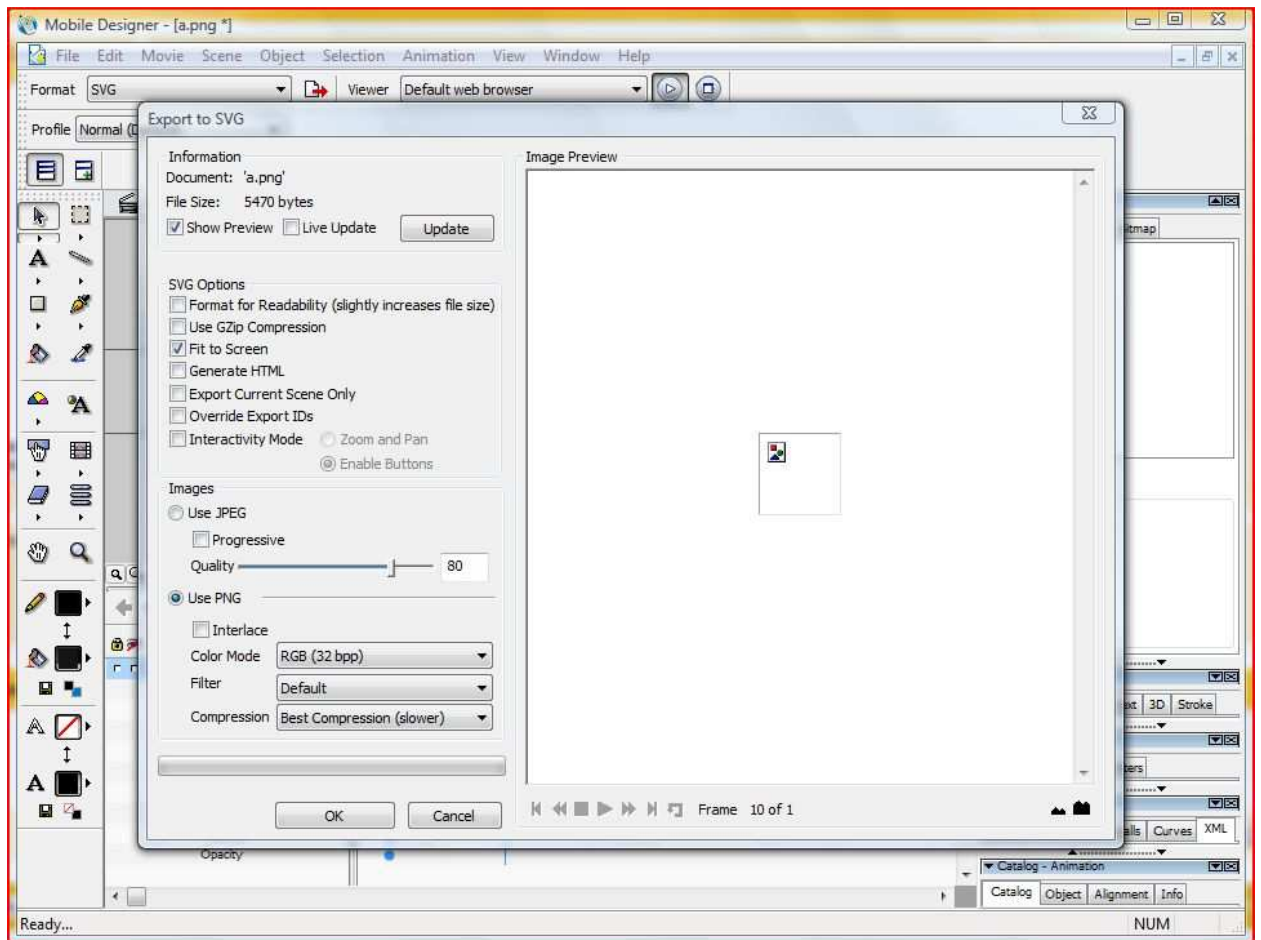 Mobile Designer - [a.png *]
File Edit Movie Scene Object Selection Animation View Window Help
Format SVG Viewer Default web browser
Profile Normal
Export to SVG
Information
Document: 'a.png'
File Size: 5470 bytes
Show Preview Live Update Update
SVG Options
Format for Readability (slightly increases file size)
Use GZip Compression
Fit to Screen
Generate HTML
Export Current Scene Only
Override Export IDs
Interactivity Mode Zoom and Pan
Enable Buttons
Images
Use JPEG
Progressive
Quality 80
Use PNG
Interlace
Color Mode RGB (32 bpp)
Filter Default
Compression Best Compression (slower)
OK Cancel
Image Preview
Frame 10 of 1
3D Stroke
Curves XML
Opacity
Catalog - Animation
Catalog Object Alignment Info
Ready... NUM